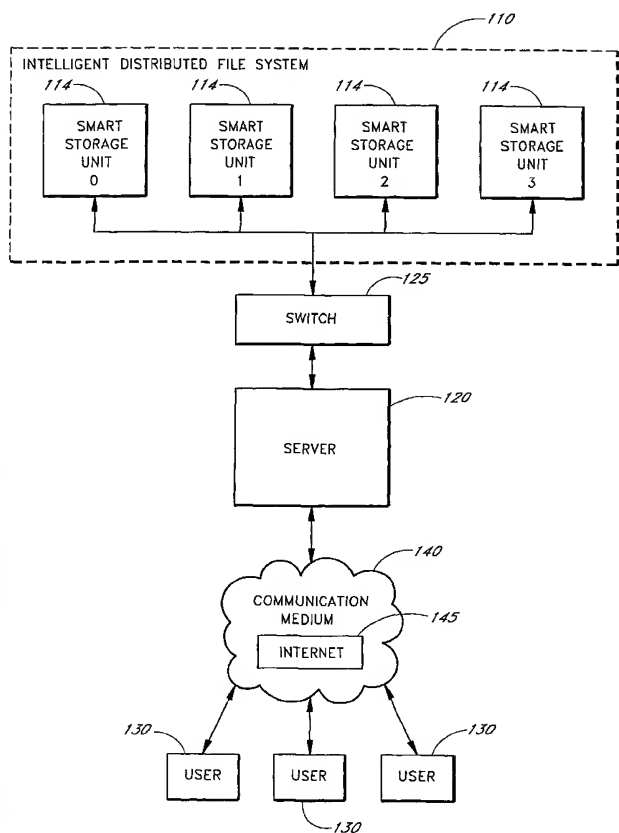 110
INTELLIGENT DISTRIBUTED FILE SYSTEM
114
114
114
114
SMART
STORAGE
UNIT
0
SMART
STORAGE
UNIT
1
SMART
STORAGE
UNIT
2
SMART
STORAGE
UNIT
3
125
SWITCH
120
SERVER
140
COMMUNICATION
MEDIUM
145
INTERNET
130
130
USER
USER
USER
130